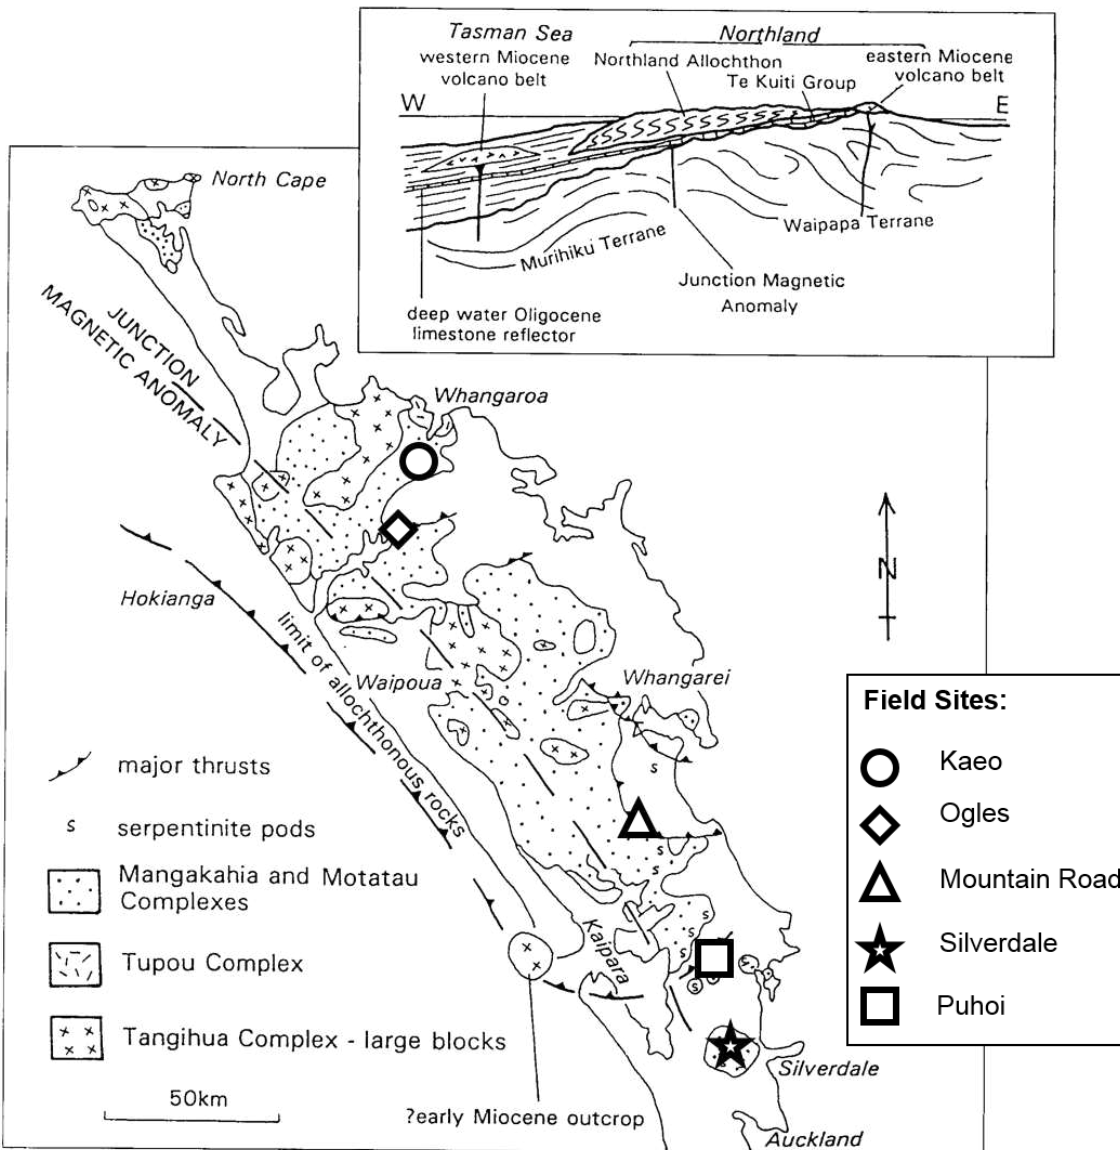 Tasman Sea
western Miocene
volcano belt
Northland
Northland Allochthon
Te Kuiti Group
eastern Miocene
volcano belt
W
E
Murihiku Terrane
Waipapa Terrane
Junction Magnetic
Anomaly
deep water Oligocene
limestone reflector
North Cape
JUNCTION
MAGNETIC ANOMALY
Whangaroa
N
Hokianga
limit of allochthonous rocks
Waipoua
Whangarei
s
s
s
s
s
s
s
s
Kaipara
Silverdale
Auckland
?early Miocene outcrop
major thrusts
s serpentinite pods
Mangakahia and Motatau
Complexes
Tupou Complex
Tangihua Complex - large blocks
50km
Field Sites:
Kaeo
Ogles
Mountain Road
Silverdale
Puhoi